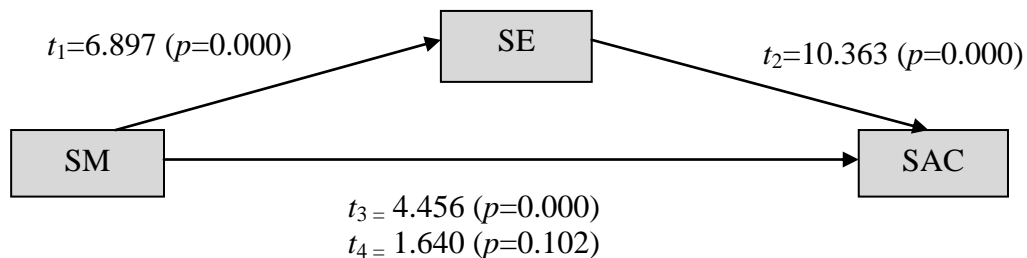 SE
t1=6.897 (p=0.000)
t2=10.363 (p=0.000)
SM
SAC
t3 = 4.456 (p=0.000)
t4 = 1.640 (p=0.102)